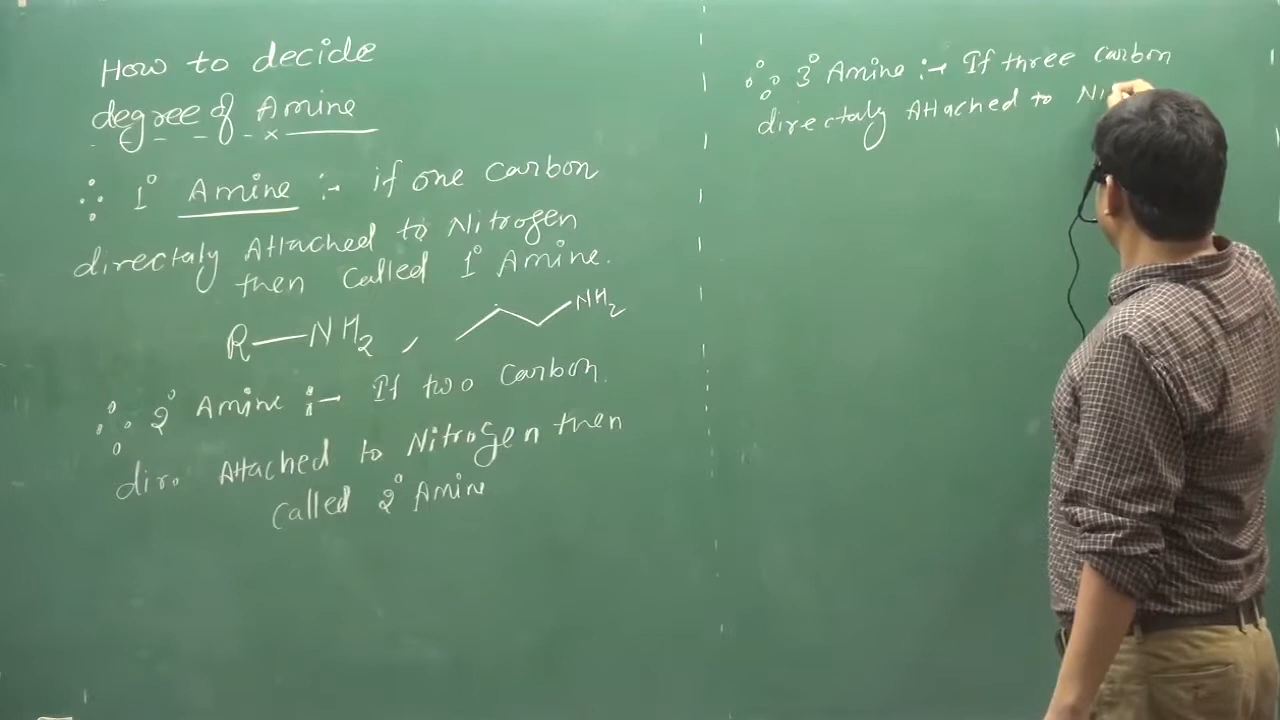 How to decide
degree of Amine
1° Amine :- if one carbon
directaly Attached to Nitrogen
then called 1° Amine.
R—NH2 , NH2
2° Amine :- If two carbon.
dir. Attached to Nitrogen then
called 2° Amine
3° Amine :- If three carbon
directaly Attached to